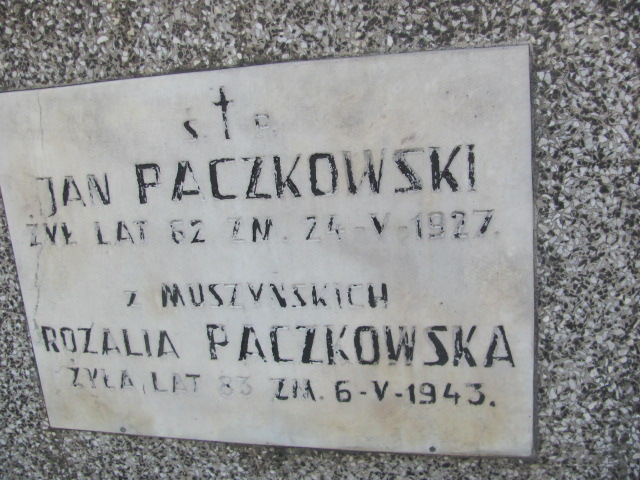 Ś. † P.
JAN PACZKOWSKI
ŻYŁ LAT 62 ZM. 24-V-1927.
Z MUSZYŃSKICH
ROZALIA PACZKOWSKA
ŻYŁA LAT 83 ZM. 6-V-1943.